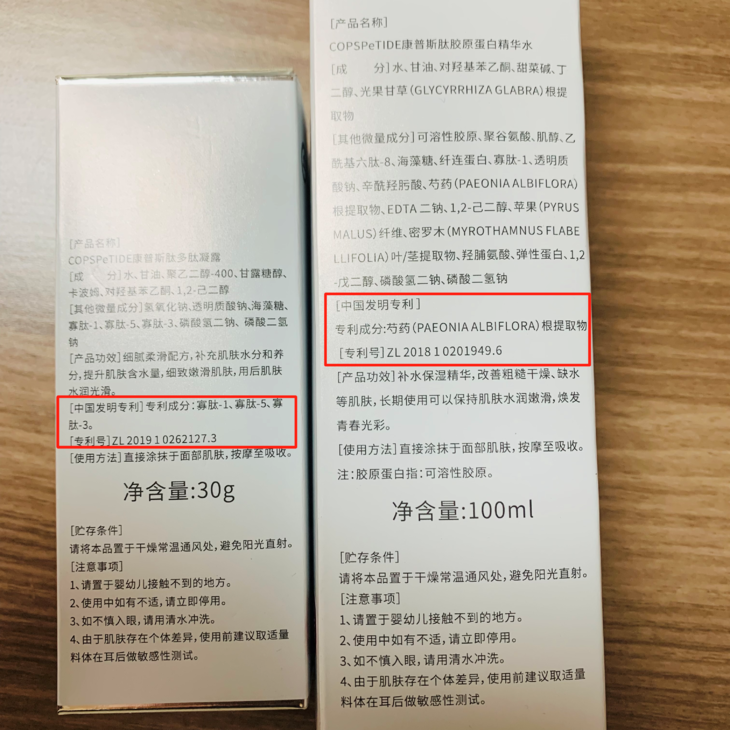 [产品名称]
COPSPeTIDE康普斯肽多肽凝露
[成 分]水、甘油、聚乙二醇-400、甘露糖醇、
卡波姆、对羟基苯乙酮、1,2-己二醇
[其他微量成分]氢氧化钠、透明质酸钠、海藻糖、
寡肽-1、寡肽-5、寡肽-3、磷酸氢二钠、磷酸二氢
钠
[产品功效]细腻柔滑配方,补充肌肤水分和养
分,提升肌肤含水量,细致嫩滑肌肤,用后肌肤
水润光滑。
[中国发明专利]专利成分:寡肽-1、寡肽-5、寡
肽-3。
[专利号]ZL 2019 1 0262127.3
[使用方法]直接涂抹于面部肌肤,按摩至吸收。
净含量:30g
[贮存条件]
请将本品置于干燥常温通风处,避免阳光直射。
[注意事项]
1、请置于婴幼儿接触不到的地方。
2、使用中如有不适,请立即停用。
3、如不慎入眼,请用清水冲洗。
4、由于肌肤存在个体差异,使用前建议取适量
料体在耳后做敏感性测试。
[产品名称]
COPSPeTIDE康普斯肽胶原蛋白精华水
[成 分]水、甘油、对羟基苯乙酮、甜菜碱、丁
二醇、光果甘草(GLYCYRRHIZA GLABRA)根提
取物
[其他微量成分]可溶性胶原、聚谷氨酸、肌醇、乙
酰基六肽-8、海藻糖、纤连蛋白、寡肽-1、透明质
酸钠、辛酰羟肟酸、芍药(PAEONIA ALBIFLORA)
根提取物、EDTA 二钠、1,2-己二醇、苹果(PYRUS
MALUS)纤维、密罗木(MYROTHAMNUS FLABE
LLIFOLIA)叶/茎提取物、羟脯氨酸、弹性蛋白、1,2
-戊二醇、磷酸氢二钠、磷酸二氢钠
[中国发明专利]
专利成分:芍药(PAEONIA ALBIFLORA)根提取物
[专利号]ZL 2018 1 0201949.6
[产品功效]补水保湿精华,改善粗糙干燥、缺水
等肌肤,长期使用可以保持肌肤水润嫩滑,焕发
青春光彩。
[使用方法]直接涂抹于面部肌肤,按摩至吸收。
注:胶原蛋白指:可溶性胶原。
净含量:100ml
[贮存条件]
请将本品置于干燥常温通风处,避免阳光直射。
[注意事项]
1、请置于婴幼儿接触不到的地方。
2、使用中如有不适,请立即停用。
3、如不慎入眼,请用清水冲洗。
4、由于肌肤存在个体差异,使用前建议取适量
料体在耳后做敏感性测试。